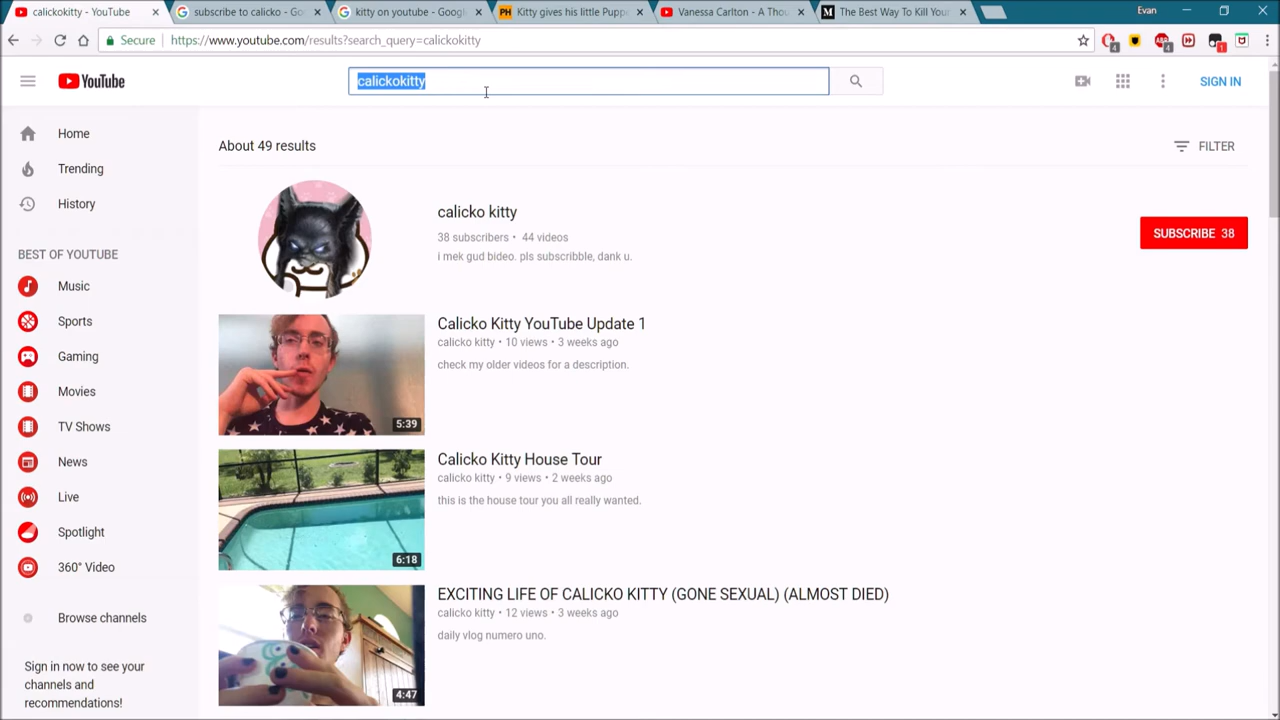 calickokitty - YouTube
subscribe to calicko - Go
kitty on youtube - Googl
PH Kitty gives his little Puppe
Vanessa Carlton - A Thou
M The Best Way To Kill Your
Evan
Secure https://www.youtube.com/results?search_query=calickokitty
4
ABP 4
1
YouTube
calickokitty
SIGN IN
Home
Trending
History
BEST OF YOUTUBE
Music
Sports
Gaming
Movies
TV Shows
News
Live
Spotlight
360° Video
Browse channels
Sign in now to see your
channels and
recommendations!
About 49 results
FILTER
calicko kitty
38 subscribers • 44 videos
i mek gud bideo. pls subscribble, dank u.
SUBSCRIBE 38
Calicko Kitty YouTube Update 1
calicko kitty • 10 views • 3 weeks ago
check my older videos for a description.
5:39
Calicko Kitty House Tour
calicko kitty • 9 views • 2 weeks ago
this is the house tour you all really wanted.
6:18
EXCITING LIFE OF CALICKO KITTY (GONE SEXUAL) (ALMOST DIED)
calicko kitty • 12 views • 3 weeks ago
daily vlog numero uno.
4:47